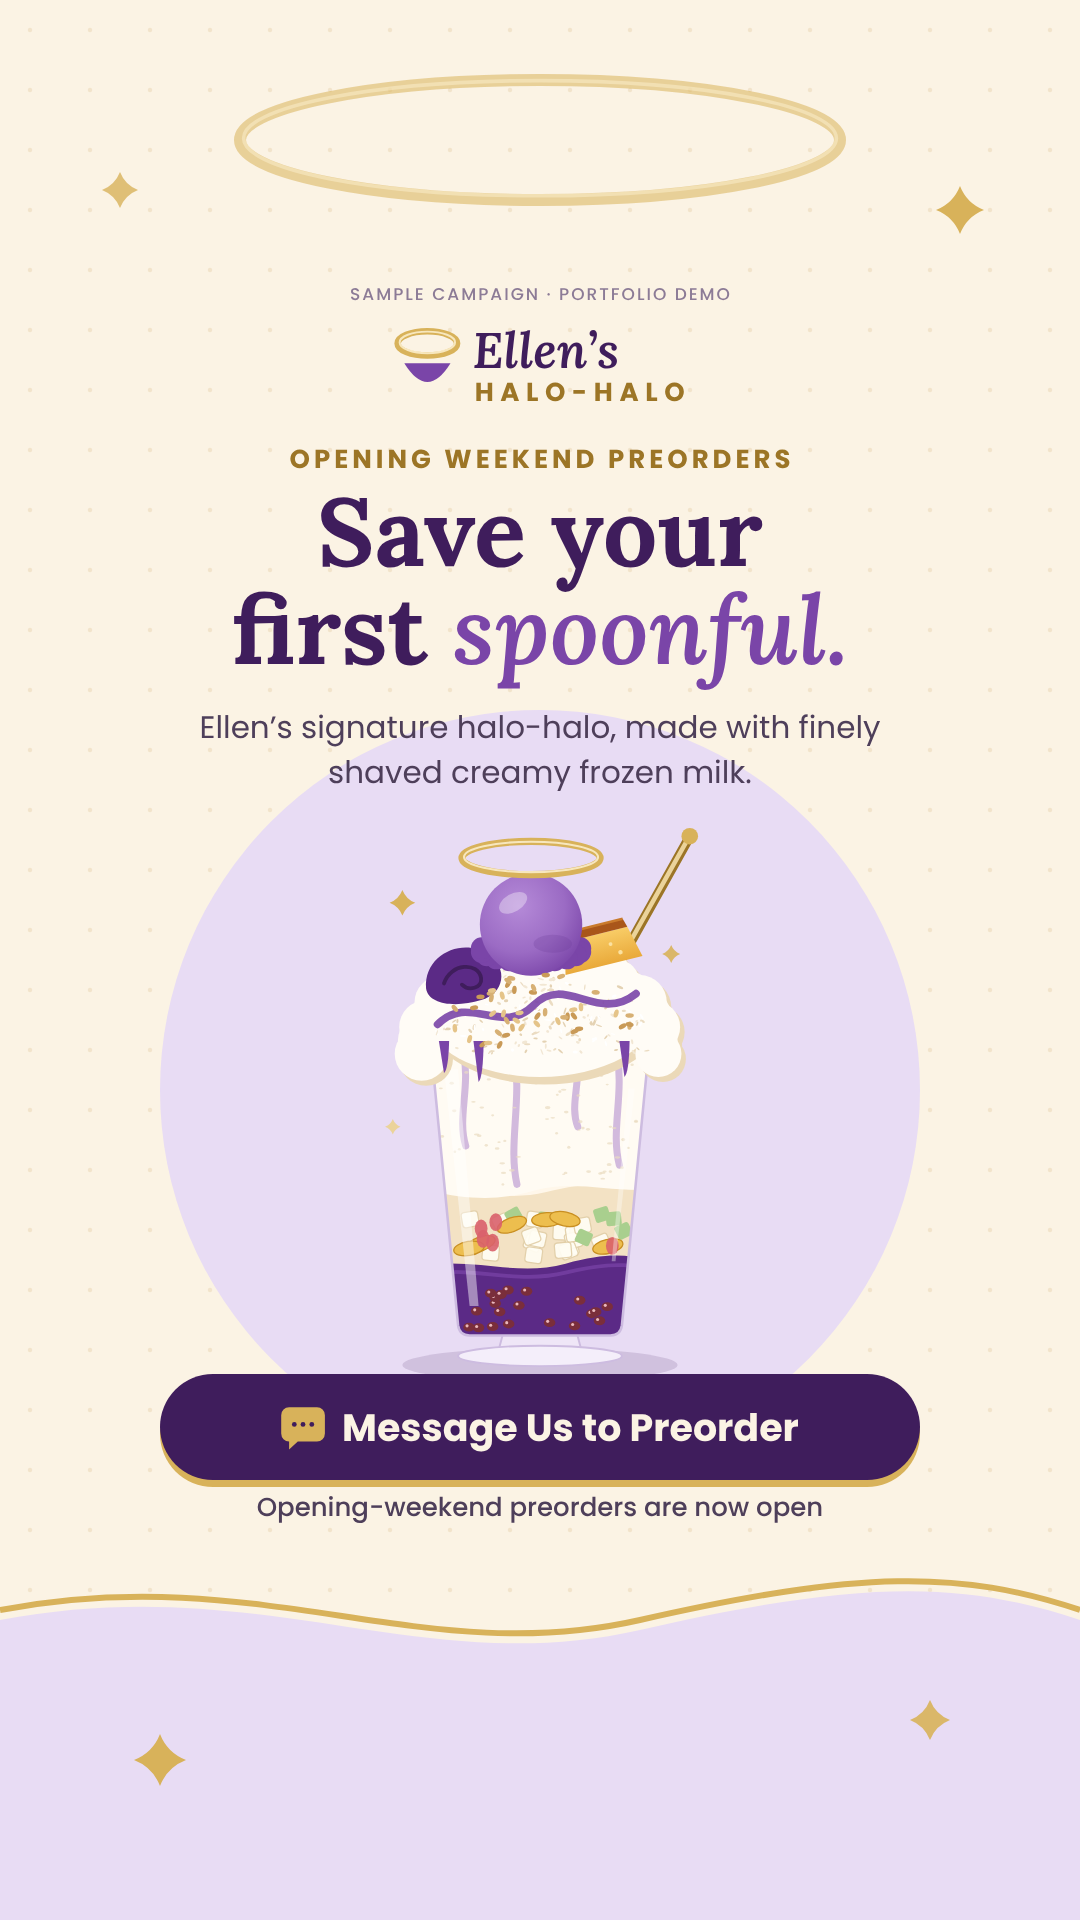 SAMPLE CAMPAIGN · PORTFOLIO DEMO
Ellen’s
HALO-HALO
OPENING WEEKEND PREORDERS
Save your
first spoonful.
Ellen’s signature halo-halo, made with finely
shaved creamy frozen milk.
Message Us to Preorder
Opening-weekend preorders are now open